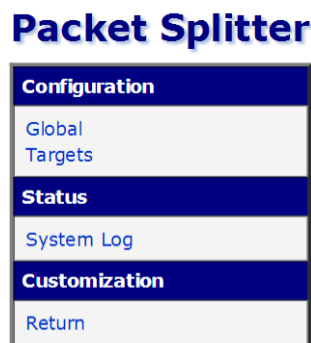 Packet Splitter
Configuration
Global
Targets
Status
System Log
Customization
Return